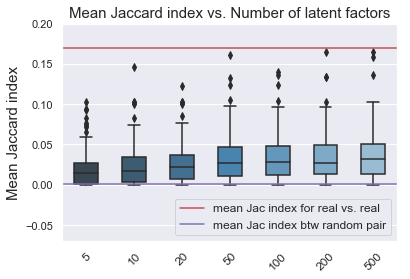 Mean Jaccard index vs. Number of latent factors
Mean Jaccard index
0.20
0.15
0.10
0.05
0.00
−0.05
mean Jac index for real vs. real
mean Jac index btw random pair
5 10 20 50 100 200 500